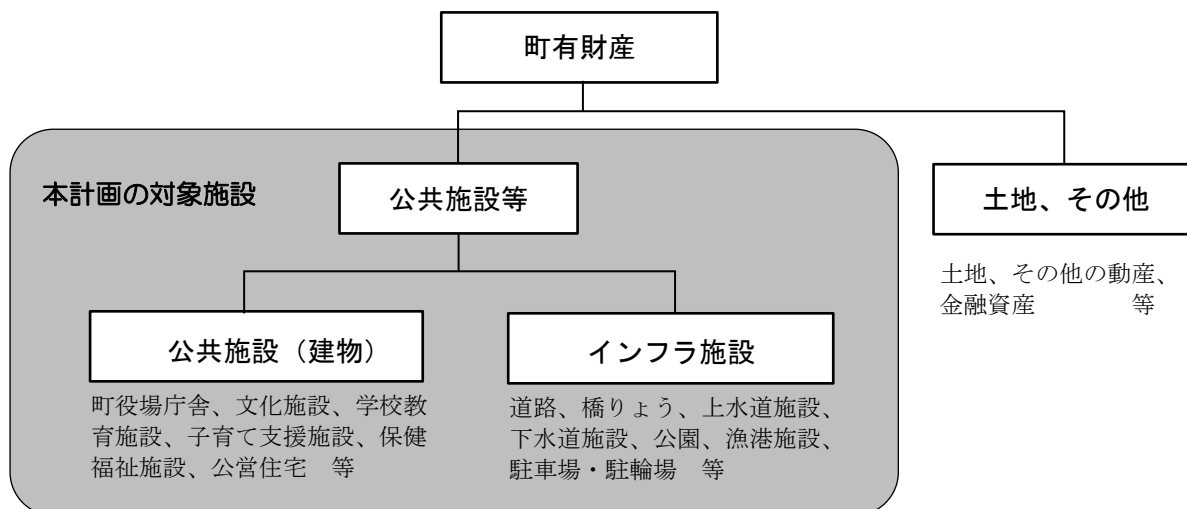 町有財産
本計画の対象施設
公共施設等
土地、その他
土地、その他の動産、
金融資産　　　　等
公共施設（建物）
インフラ施設
町役場庁舎、文化施設、学校教
育施設、子育て支援施設、保健
福祉施設、公営住宅　等
道路、橋りょう、上水道施設、
下水道施設、公園、漁港施設、
駐車場・駐輪場　等